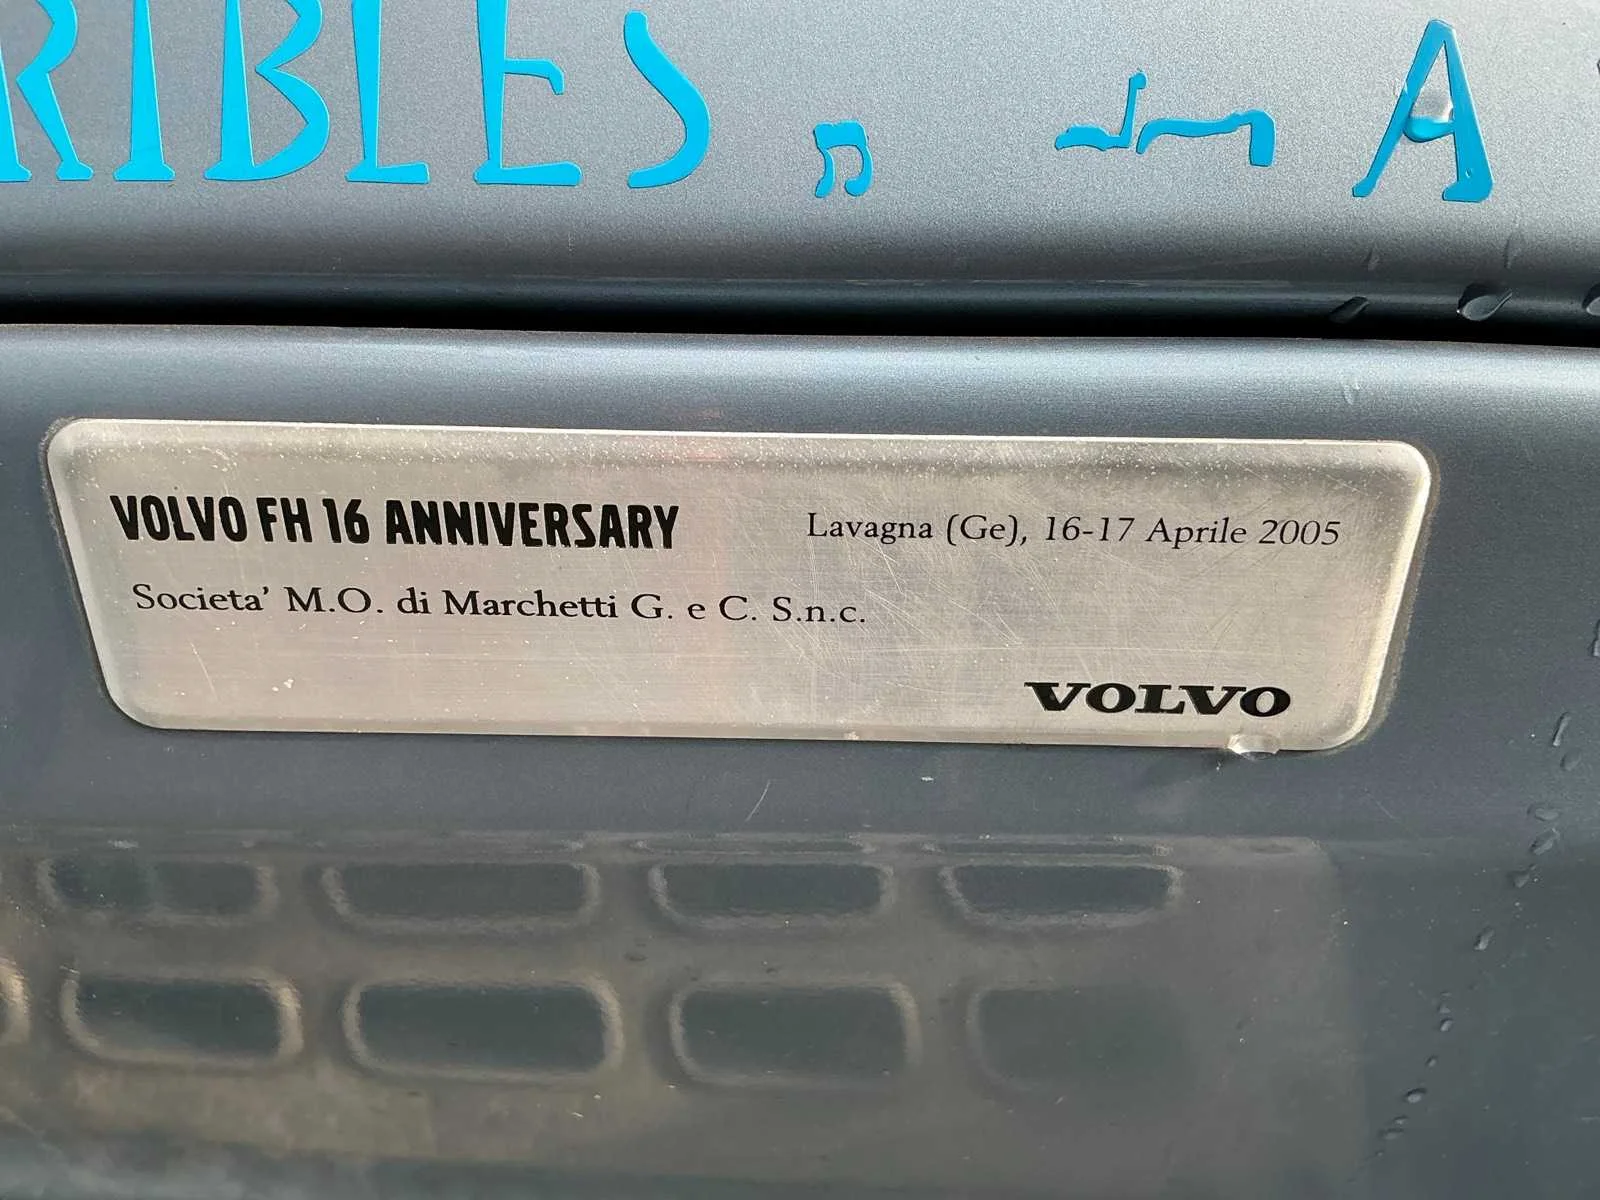 RIBLES„ — A
VOLVO FH 16 ANNIVERSARY
Lavagna (Ge), 16-17 Aprile 2005
Societa' M.O. di Marchetti G. e C. S.n.c.
VOLVO